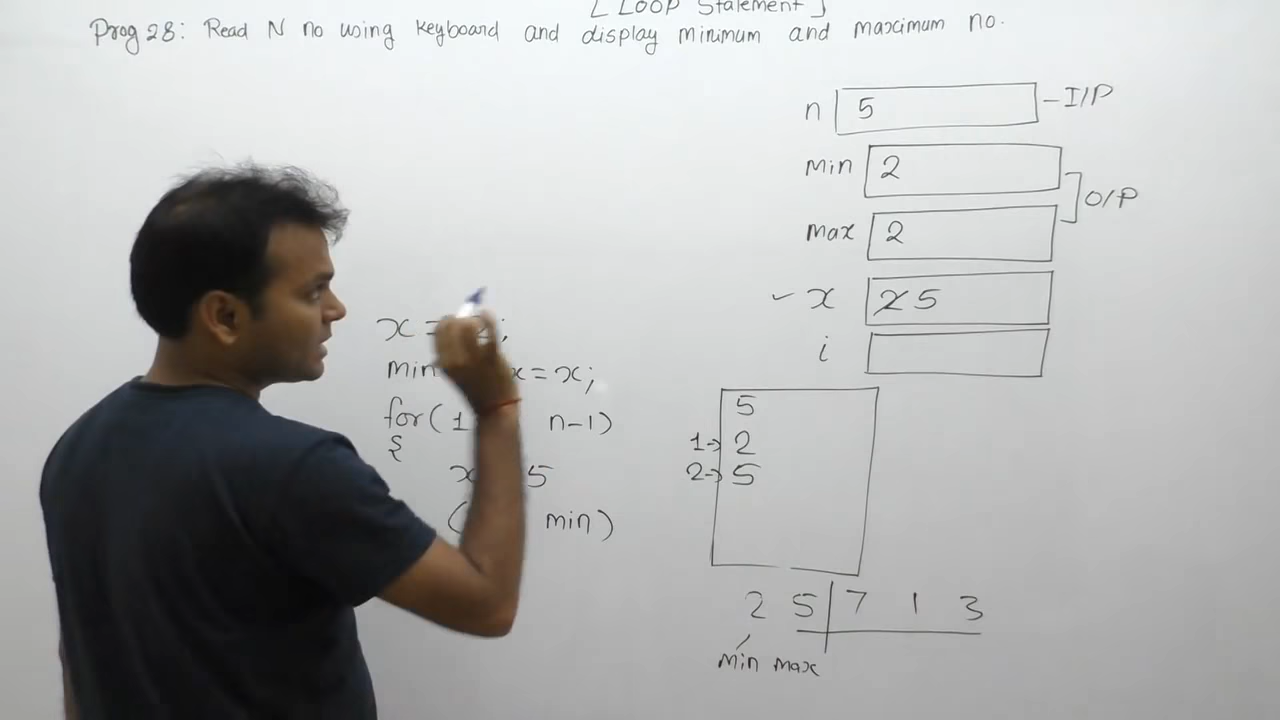 [ Loop Statement ]
Prog 28: Read N no using keyboard and display minimum and maximum no.
n 5 - I/P
min 2
max 2
O/P
✓ x 2 5
i
x = 2;
min x = x;
for( 1 n-1)
{
x 5
( min )
5
1→ 2
2→ 5
2 5 7 1 3
min max